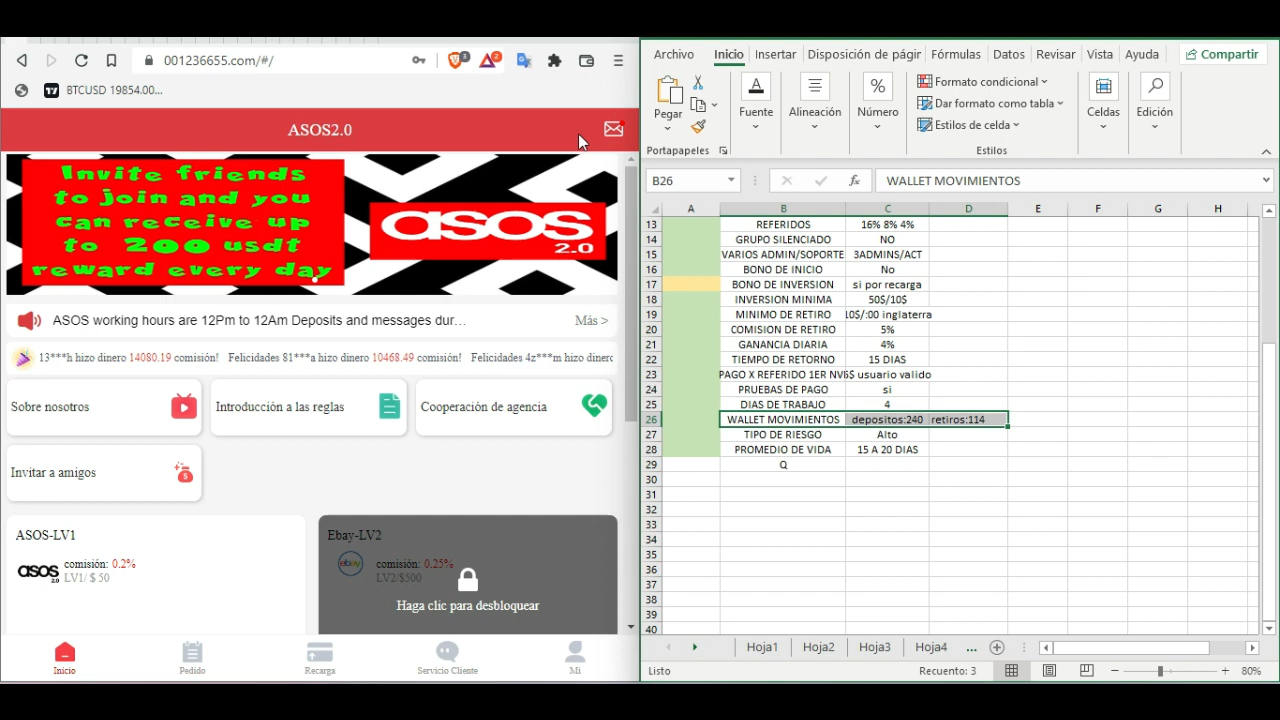 001236655.com/#/
3
2
BTCUSD 19854.00...
ASOS2.0
Invite friends
to join and you
can receive up
to 200 usdt
reward every day
asos
2.0
ASOS working hours are 12Pm to 12Am Deposits and messages dur…
Más >
13***h hizo dinero 14080.19 comisión! Felicidades 81***a hizo dinero 10468.49 comisión! Felicidades 4z***m hizo dinero
Sobre nosotros
Introducción a las reglas
Cooperación de agencia
Invitar a amigos
ASOS-LV1
asos 2.0
comisión: 0.2%
LV1/ $ 50
Ebay-LV2
ebay
comisión: 0.25%
LV2/$500
Haga clic para desbloquear
Inicio
Pedido
Recarga
Servicio Cliente
Mi
Archivo Inicio Insertar Disposición de págir Fórmulas Datos Revisar Vista Ayuda Compartir
Pegar
Portapapeles
Fuente
Alineación
Número
Formato condicional
Dar formato como tabla
Estilos de celda
Estilos
Celdas
Edición
B26
fx
WALLET MOVIMIENTOS
A B C D E F G H
13 REFERIDOS 16% 8% 4%
14 GRUPO SILENCIADO NO
15 VARIOS ADMIN/SOPORTE 3ADMINS/ACT
16 BONO DE INICIO No
17 BONO DE INVERSION si por recarga
18 INVERSION MINIMA 50$/10$
19 MINIMO DE RETIRO 10$/:00 inglaterra
20 COMISION DE RETIRO 5%
21 GANANCIA DIARIA 4%
22 TIEMPO DE RETORNO 15 DIAS
23 PAGO X REFERIDO 1ER NV 6$ usuario valido
24 PRUEBAS DE PAGO si
25 DIAS DE TRABAJO 4
26 WALLET MOVIMIENTOS depositos:240 retiros:114
27 TIPO DE RIESGO Alto
28 PROMEDIO DE VIDA 15 A 20 DIAS
29 Q
30
31
32
33
34
35
36
37
38
39
40
Hoja1 Hoja2 Hoja3 Hoja4 ...
Listo
Recuento: 3
80%